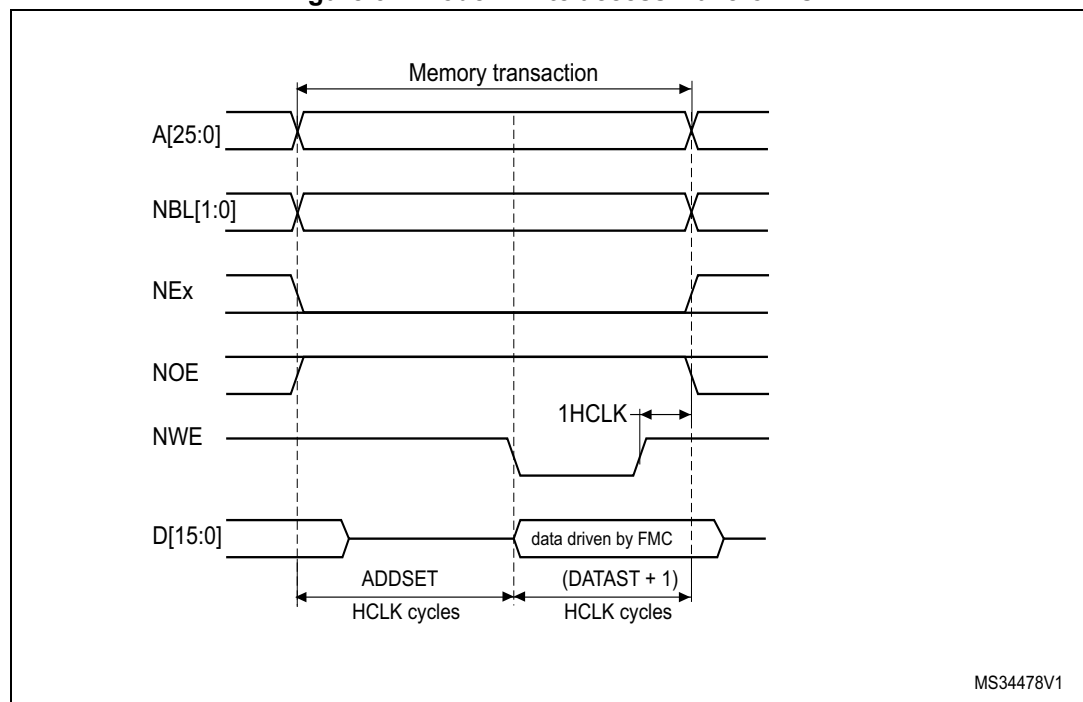 Memory transaction
A[25:0]
NBL[1:0]
NEx
NOE
1HCLK
NWE
D[15:0]
data driven by FMC
ADDSET
(DATAST + 1)
HCLK cycles
HCLK cycles
MS34478V1